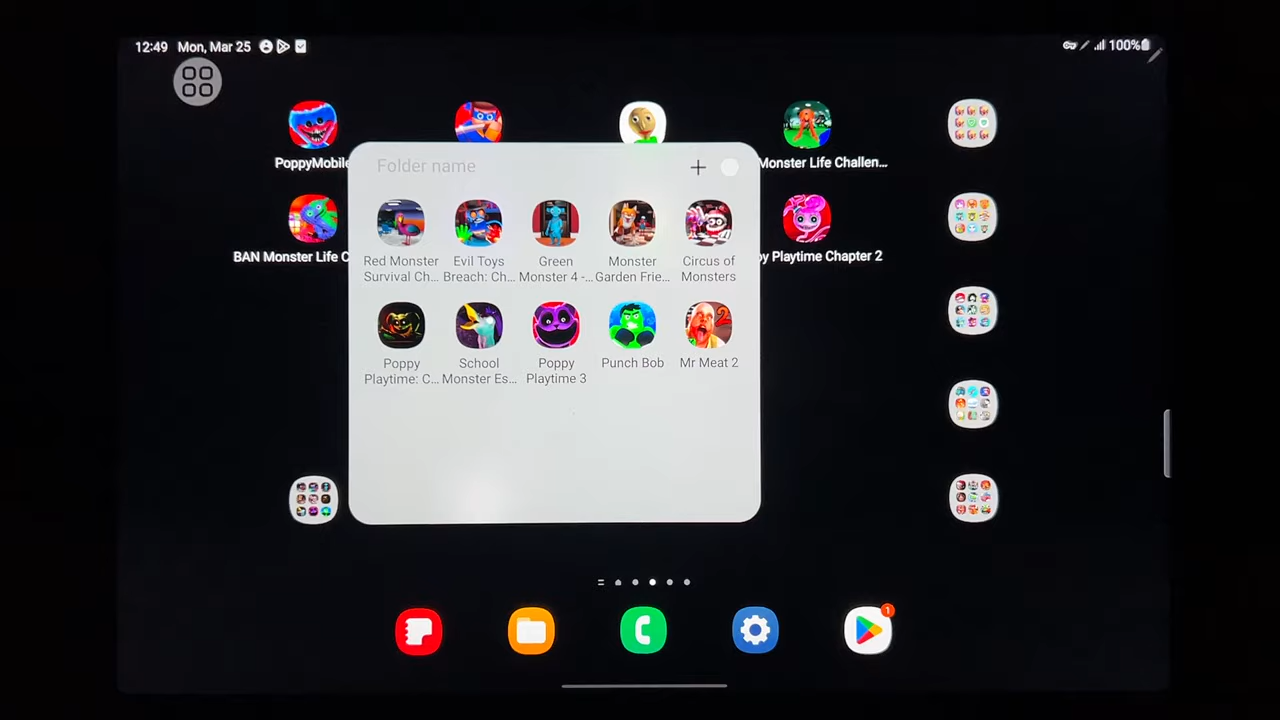 12:49 Mon, Mar 25 100%
PoppyMobile
Monster Life Challen...
BAN Monster Life C
y Playtime Chapter 2
Folder name
Red Monster
Survival Ch...
Evil Toys
Breach: Ch...
Green
Monster 4 -...
Monster
Garden Frie...
Circus of
Monsters
Poppy
Playtime: C...
School
Monster Es...
Poppy
Playtime 3
Punch Bob
2
Mr Meat 2
1